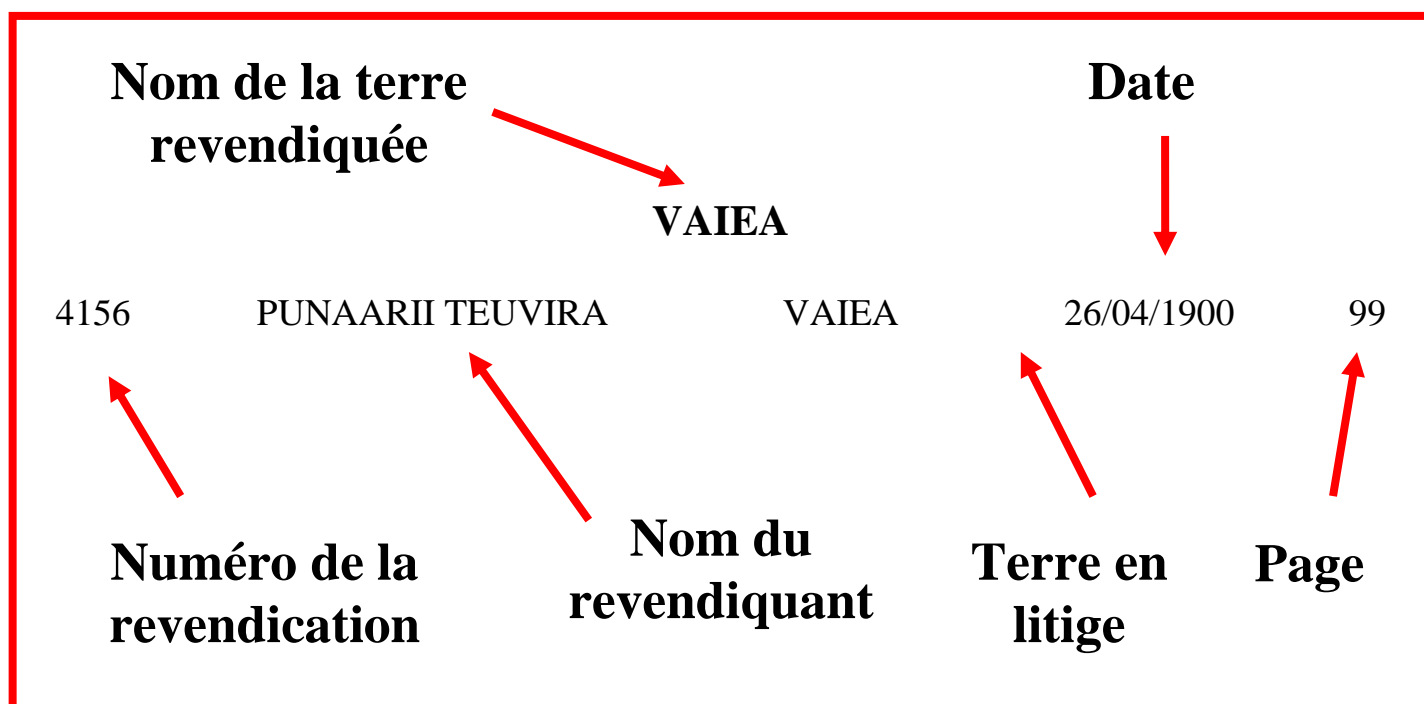 Nom de la terre
revendiquée
Date
VAIEA
4156 PUNAARII TEUVIRA VAIEA 26/04/1900 99
Numéro de la
revendication
Nom du
revendiquant
Terre en
litige
Page